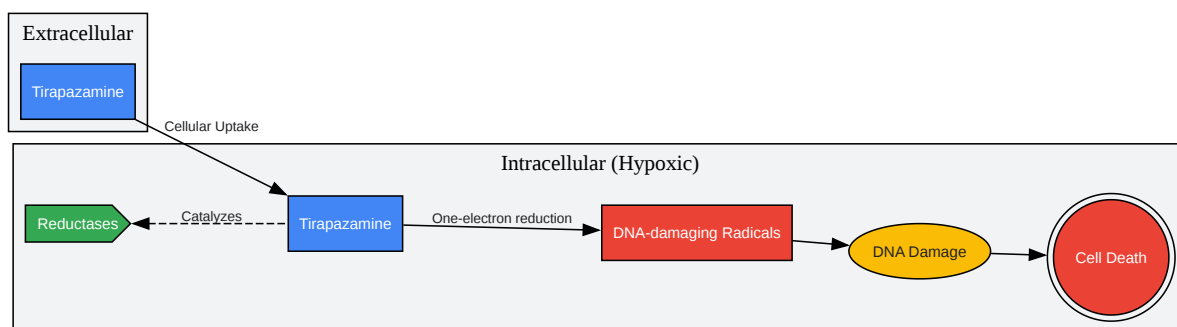 Extracellular
Tirapazamine
Cellular Uptake
Intracellular (Hypoxic)
Reductases
Catalyzes
Tirapazamine
One-electron reduction
DNA-damaging Radicals
DNA Damage
Cell Death